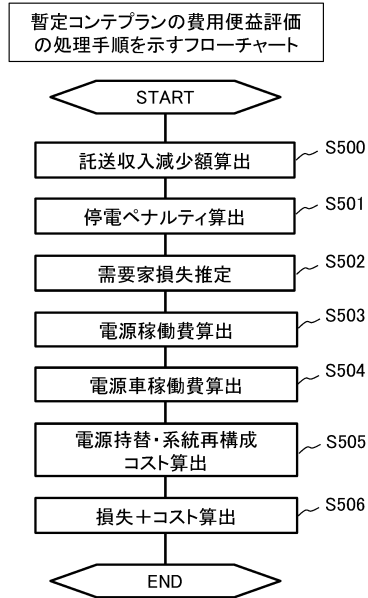 暫定コンテプランの費用便益評価
の処理手順を示すフローチャート
START
託送収入減少額算出
S500
停電ペナルティ算出
S501
需要家損失推定
S502
電源稼働費算出
S503
電源車稼働費算出
S504
電源持替・系統再構成
コスト算出
S505
損失＋コスト算出
S506
END